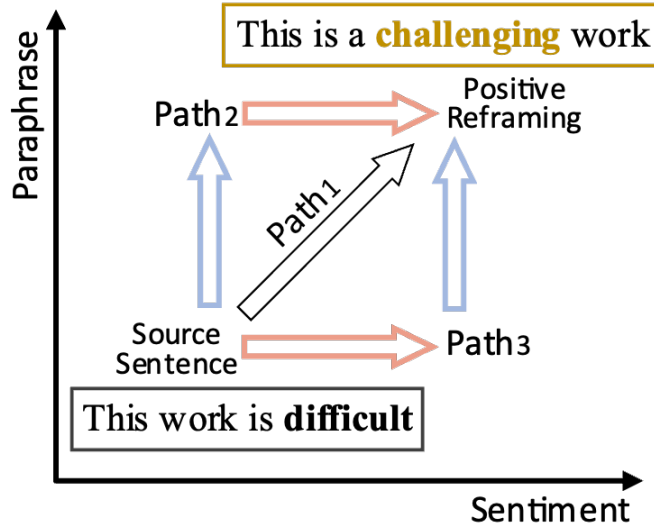 This is a challenging work
Paraphrase
Path2
Positive
Reframing
Path1
Source
Sentence
Path3
This work is difficult
Sentiment